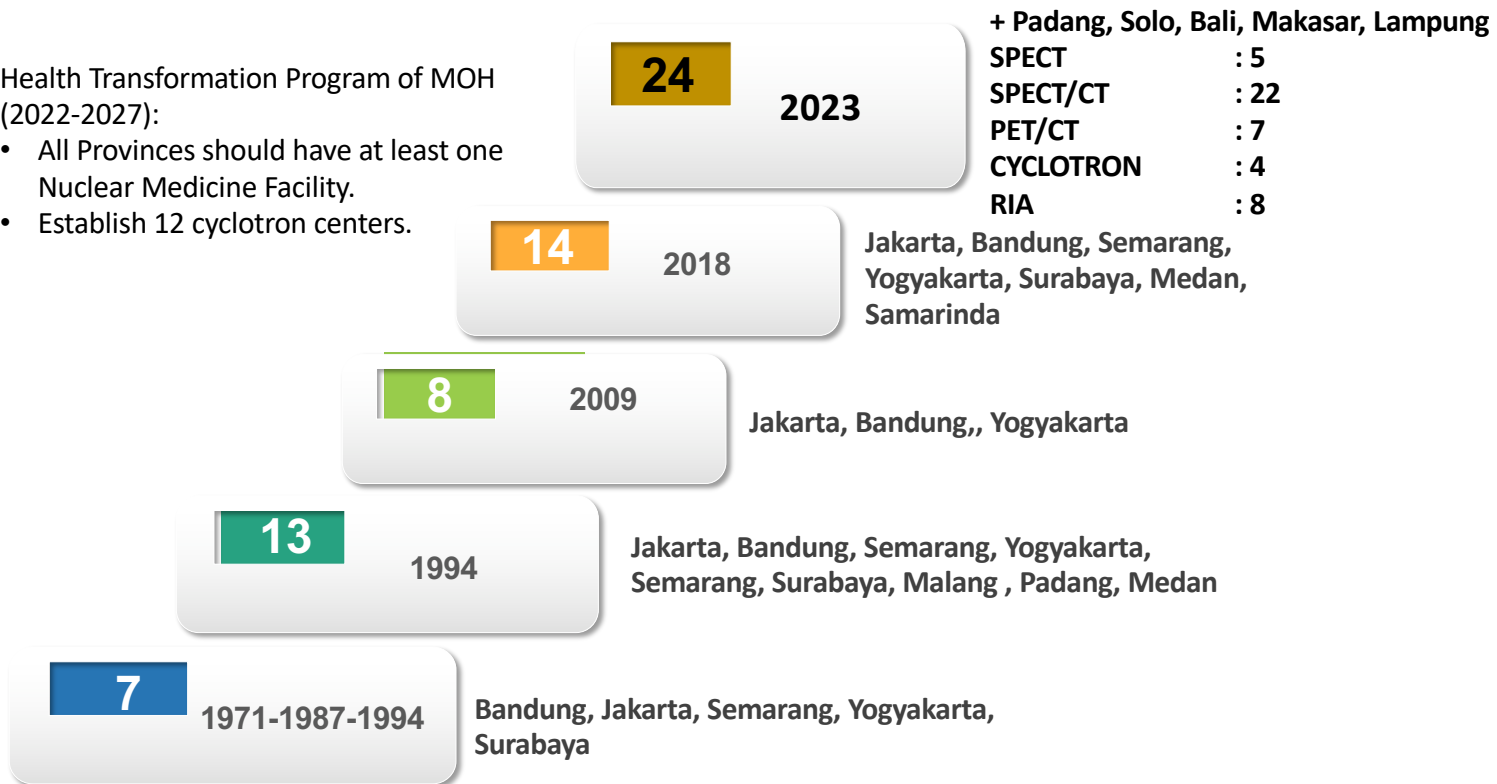 Health Transformation Program of MOH
(2022-2027):
• All Provinces should have at least one
Nuclear Medicine Facility.
• Establish 12 cyclotron centers.
24
2023
+ Padang, Solo, Bali, Makasar, Lampung
SPECT : 5
SPECT/CT : 22
PET/CT : 7
CYCLOTRON : 4
RIA : 8
14
2018
Jakarta, Bandung, Semarang,
Yogyakarta, Surabaya, Medan,
Samarinda
8
2009
Jakarta, Bandung,, Yogyakarta
13
1994
Jakarta, Bandung, Semarang, Yogyakarta,
Semarang, Surabaya, Malang , Padang, Medan
7
1971-1987-1994
Bandung, Jakarta, Semarang, Yogyakarta,
Surabaya